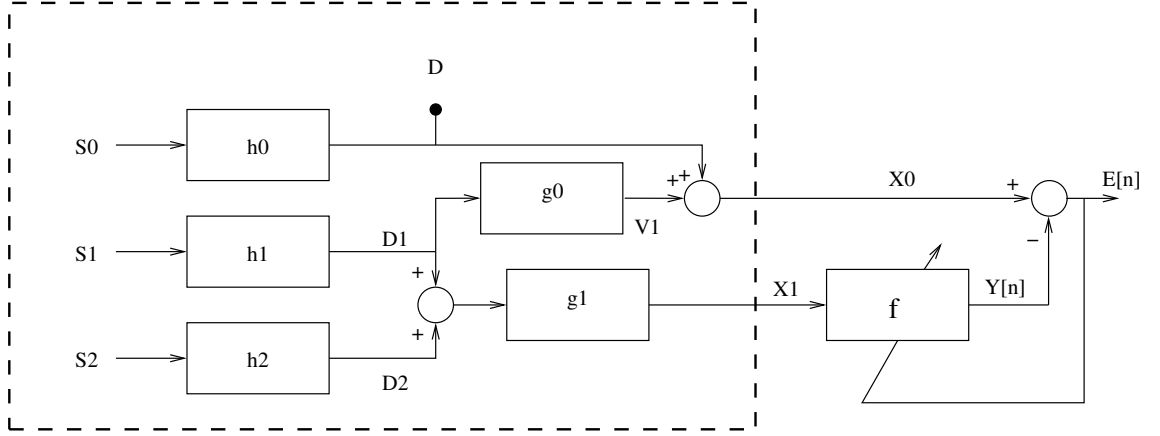 D
S0
h0
g0
+
+
X0
+
E[n]
V1
S1
h1
D1
+
−
g1
X1
f
Y[n]
+
S2
h2
D2